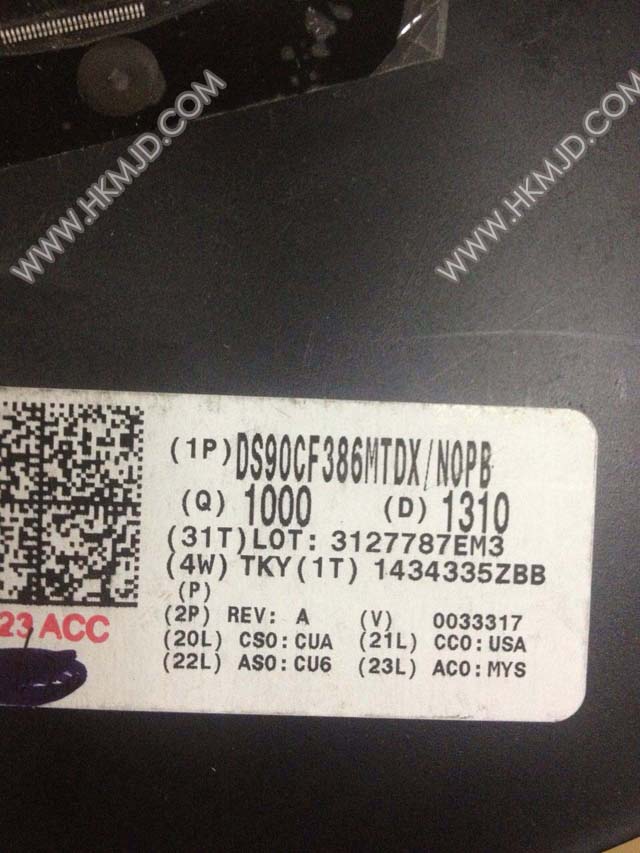 WWW.HKMJD.COM
WWW.HKMJD.COM
(1P)DS90CF386MTDX/NOPB
(Q) 1000 (D) 1310
(31T)LOT: 3127787EM3
(4W) TKY(1T) 1434335ZBB
(P)
(2P) REV: A (V) 0033317
(20L) CSO:CUA (21L) CCO:USA
(22L) ASO:CU6 (23L) ACO:MYS
23 ACC